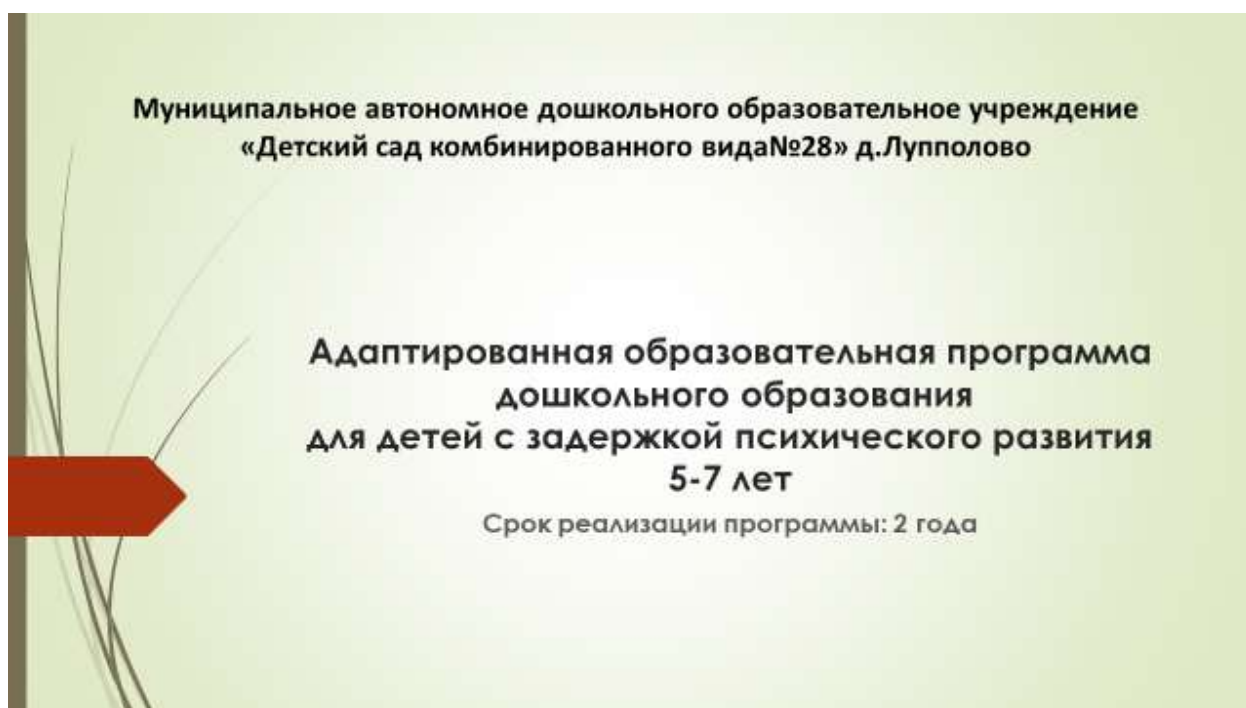 Муниципальное автономное дошкольного образовательное учреждение
«Детский сад комбинированного вида№28» д.Лупполово
Адаптированная образовательная программа
дошкольного образования
для детей с задержкой психического развития
5-7 лет
Срок реализации программы: 2 года